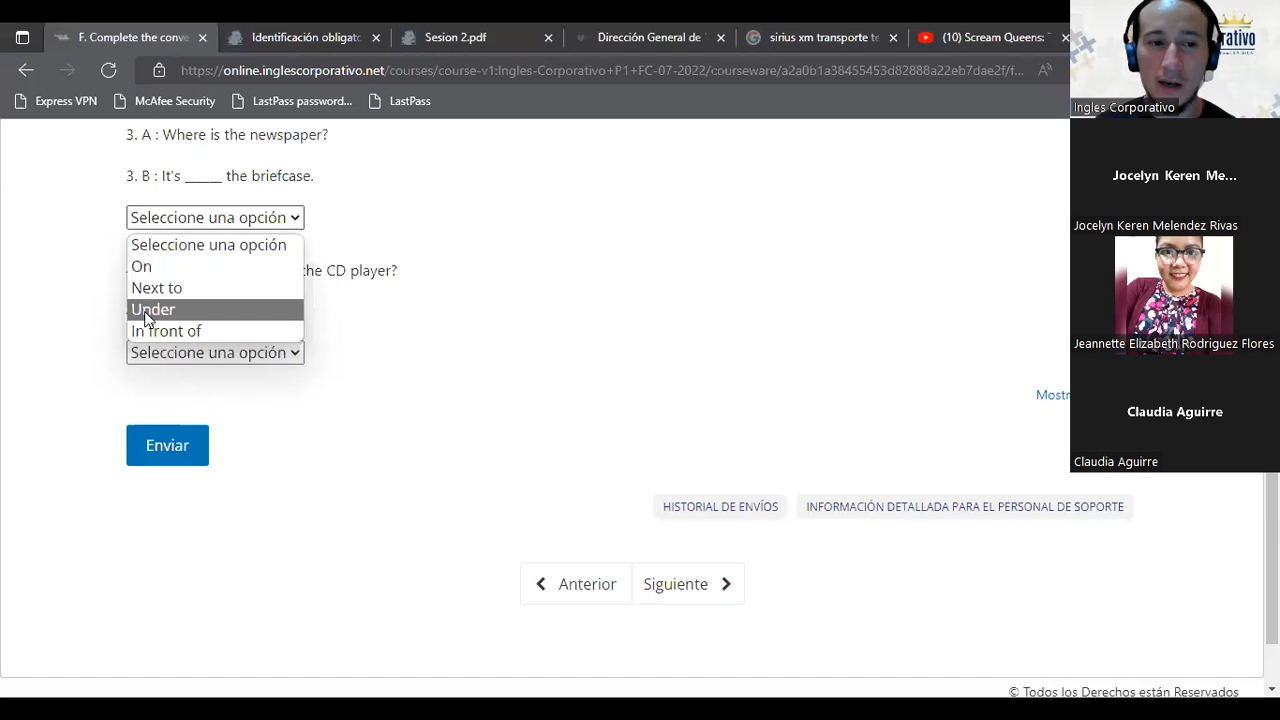 F. Complete the conve
Identificación obligato
Sesion 2.pdf
Dirección General de
sirius xm transporte te
(10) Scream Queens:
https://online.inglescorporativo.net/courses/course-v1:Ingles-Corporativo+P1+FC-07-2022/courseware/a2a0b1a38455453d82888a22eb7dae2f/f...
Express VPN
McAfee Security
LastPass password...
LastPass
3. A : Where is the newspaper?
3. B : It's ______ the briefcase.
Seleccione una opción
Seleccione una opción
On
Next to
Under
In front of
the CD player?
Seleccione una opción
Mostr
Enviar
HISTORIAL DE ENVÍOS
INFORMACIÓN DETALLADA PARA EL PERSONAL DE SOPORTE
Anterior
Siguiente
© Todos los Derechos están Reservados
Ingles Corporativo
Jocelyn Keren Me...
Jocelyn Keren Melendez Rivas
Jeannette Elizabeth Rodriguez Flores
Claudia Aguirre
Claudia Aguirre